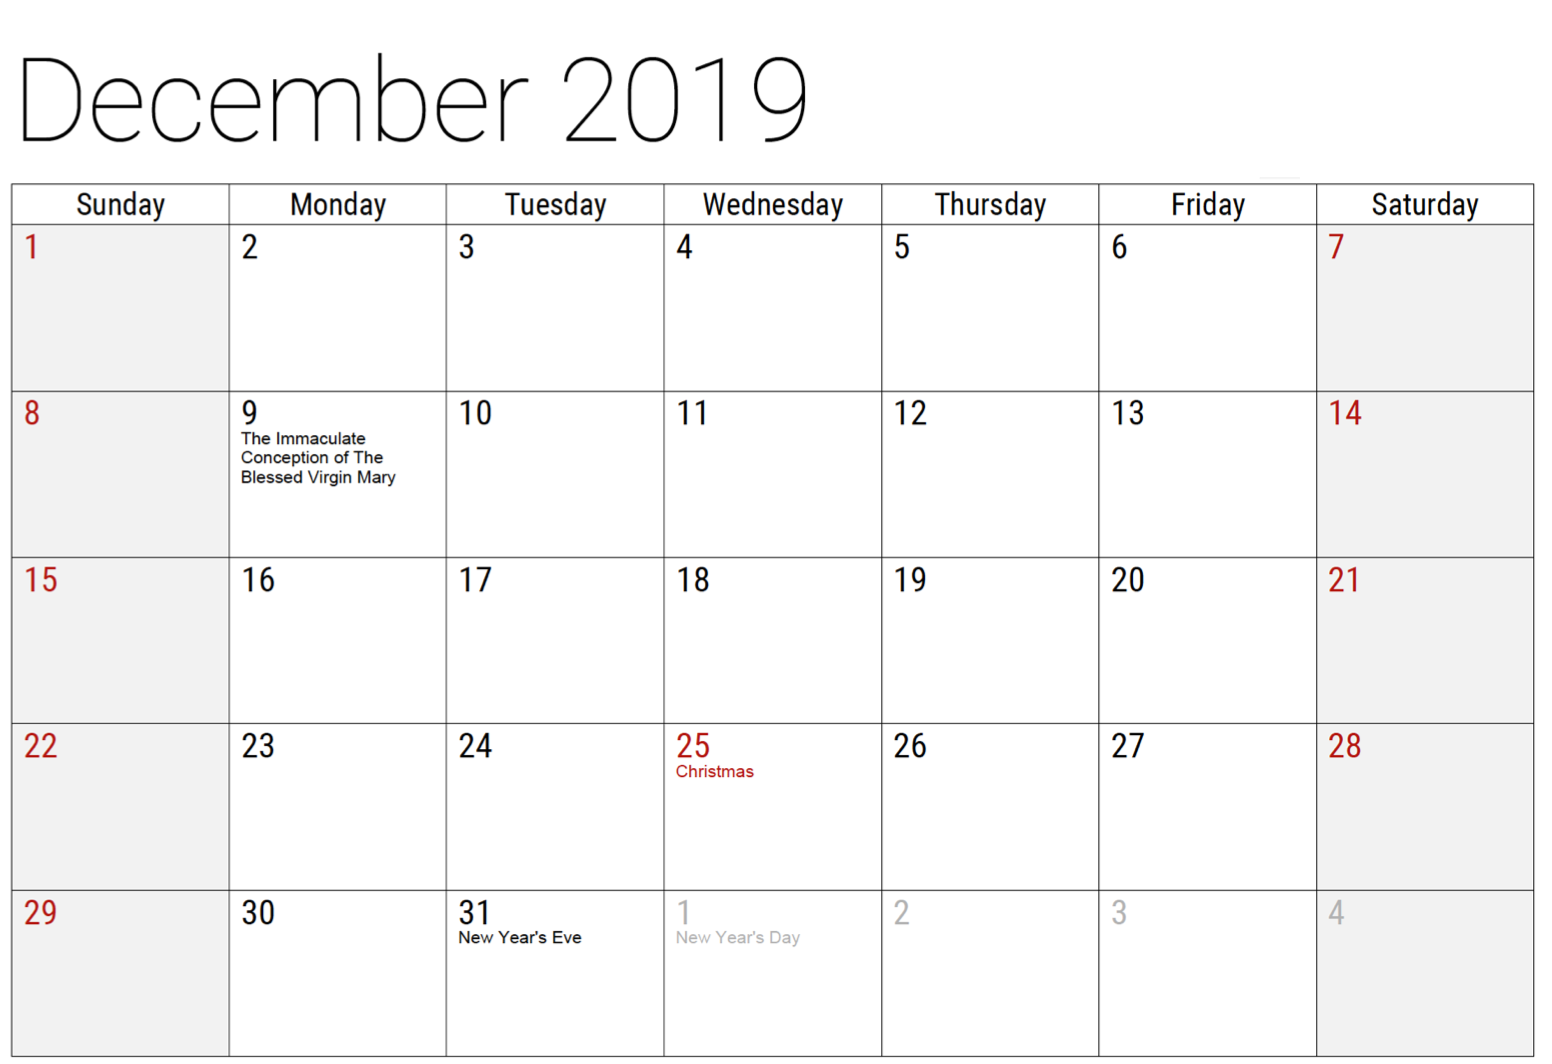 December 2019
Sunday Monday Tuesday Wednesday Thursday Friday Saturday
1 2 3 4 5 6 7
8 9 10 11 12 13 14
The Immaculate
Conception of The
Blessed Virgin Mary
15 16 17 18 19 20 21
22 23 24 25 26 27 28
Christmas
29 30 31 1 2 3 4
New Year's Eve New Year's Day